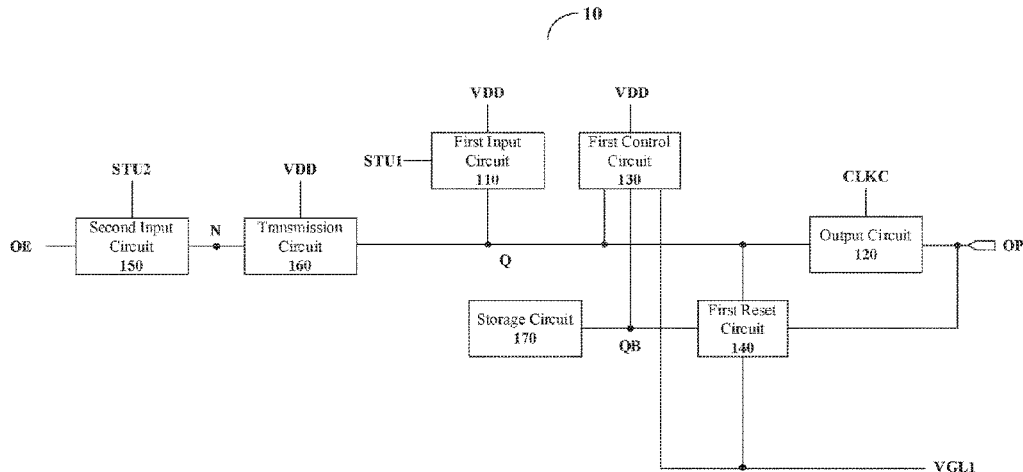 10
VDD
VDD
First Input
Circuit
110
First Control
Circuit
130
STU1
STU2
VDD
CLKC
Second Input
Circuit
150
N
Transmission
Circuit
160
Output Circuit
120
OE
OP
Q
Storage Circuit
170
QB
First Reset
Circuit
140
VGL1